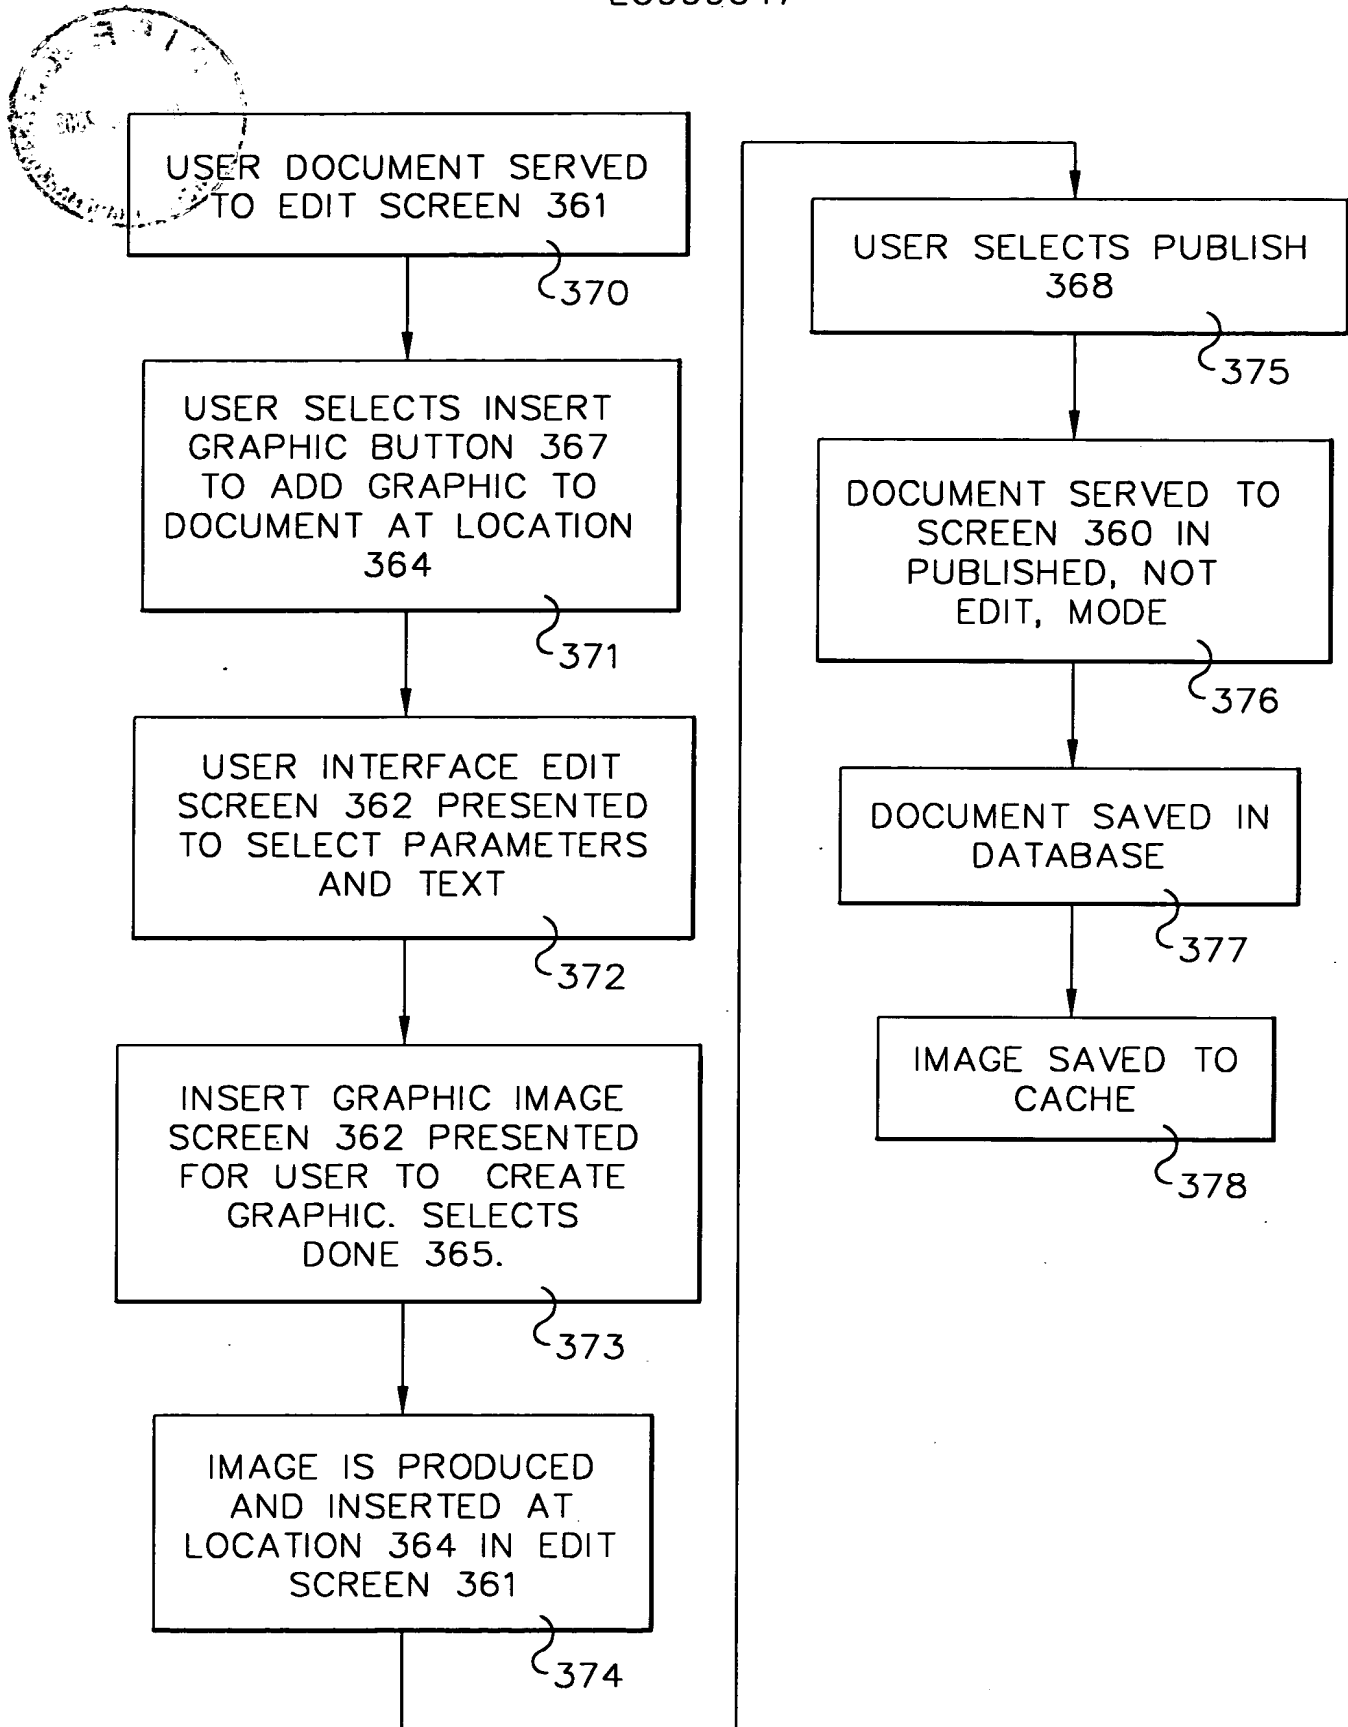 USER DOCUMENT SERVED
TO EDIT SCREEN 361
370
USER SELECTS INSERT
GRAPHIC BUTTON 367
TO ADD GRAPHIC TO
DOCUMENT AT LOCATION
364
371
USER INTERFACE EDIT
SCREEN 362 PRESENTED
TO SELECT PARAMETERS
AND TEXT
372
INSERT GRAPHIC IMAGE
SCREEN 362 PRESENTED
FOR USER TO CREATE
GRAPHIC. SELECTS
DONE 365.
373
IMAGE IS PRODUCED
AND INSERTED AT
LOCATION 364 IN EDIT
SCREEN 361
374
USER SELECTS PUBLISH
368
375
DOCUMENT SERVED TO
SCREEN 360 IN
PUBLISHED, NOT
EDIT, MODE
376
DOCUMENT SAVED IN
DATABASE
377
IMAGE SAVED TO
CACHE
378